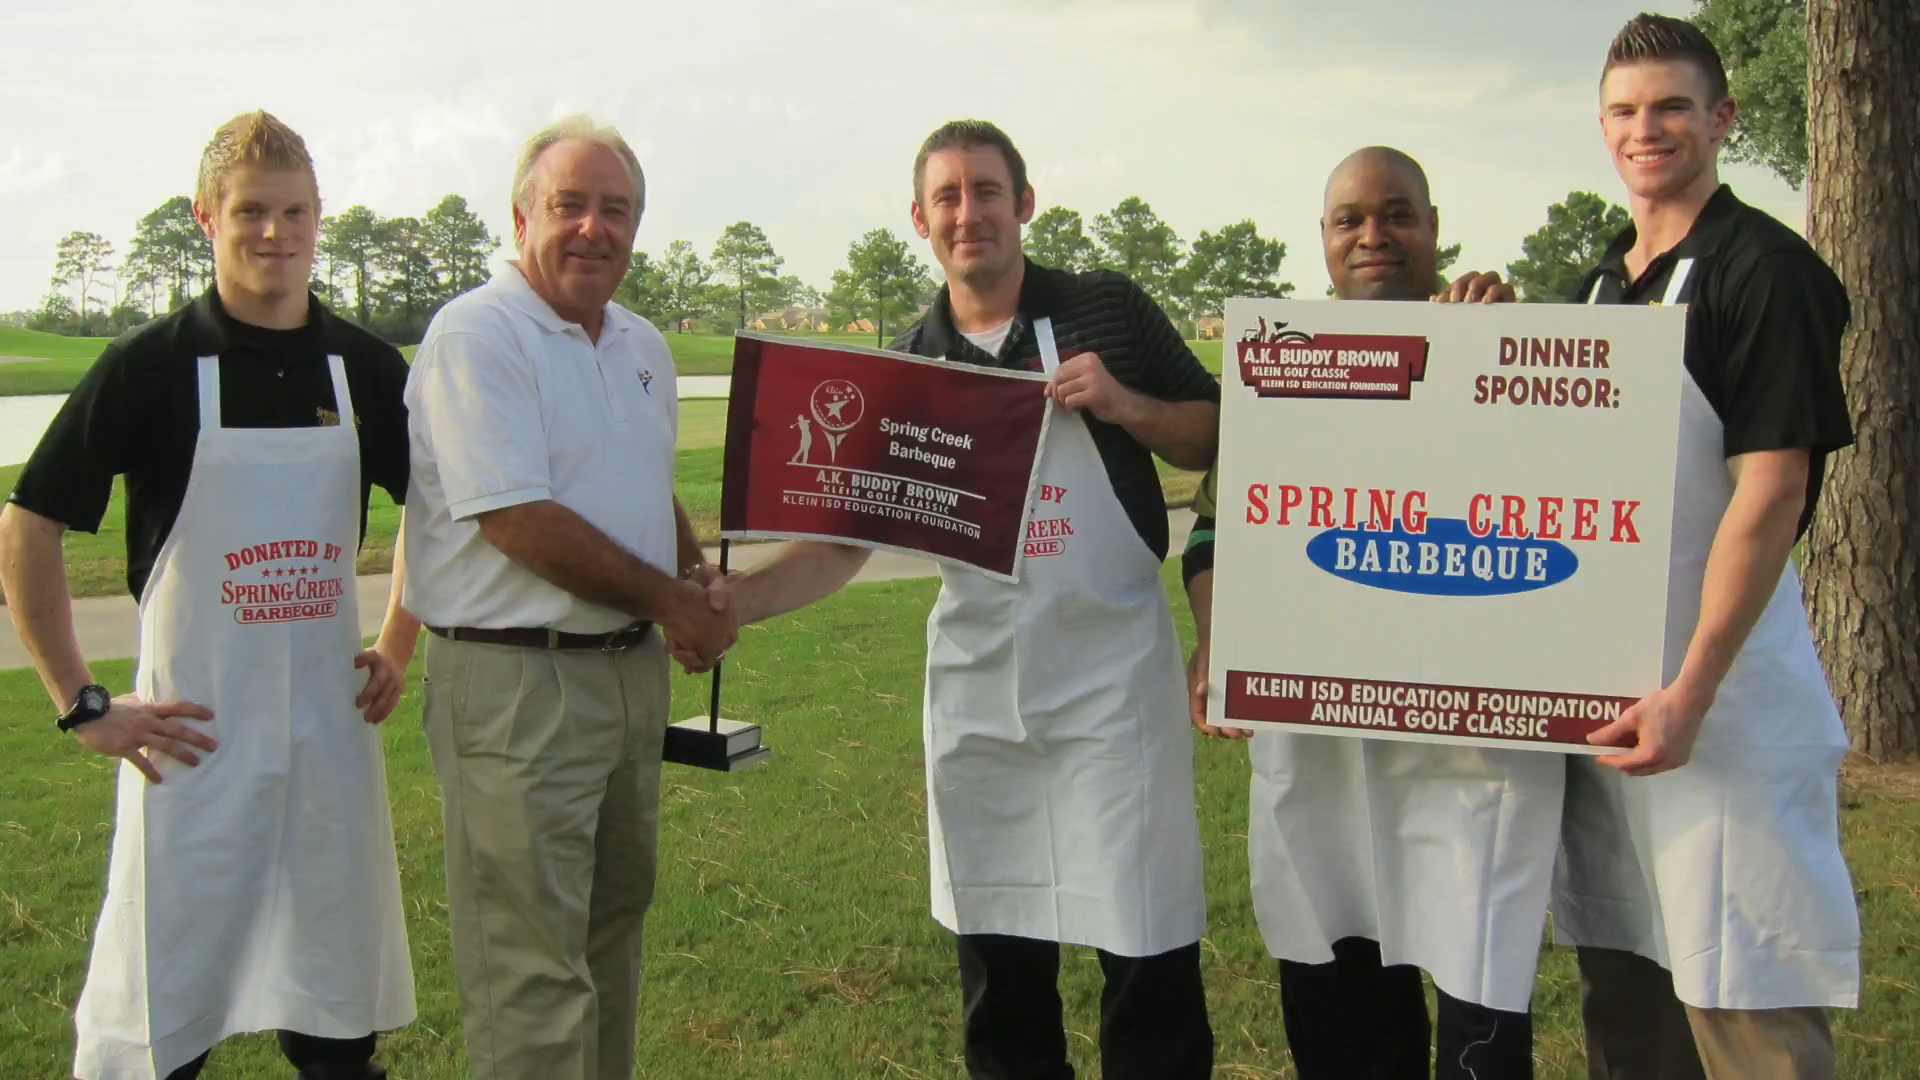 DONATED BY
SPRING CREEK
BARBEQUE
Klein
Spring Creek
Barbeque
A.K. BUDDY BROWN
KLEIN GOLF CLASSIC
KLEIN ISD EDUCATION FOUNDATION
BY
REEK
QUE
A.K. BUDDY BROWN
KLEIN GOLF CLASSIC
KLEIN ISD EDUCATION FOUNDATION
DINNER
SPONSOR:
SPRING CREEK
BARBEQUE
KLEIN ISD EDUCATION FOUNDATION
ANNUAL GOLF CLASSIC